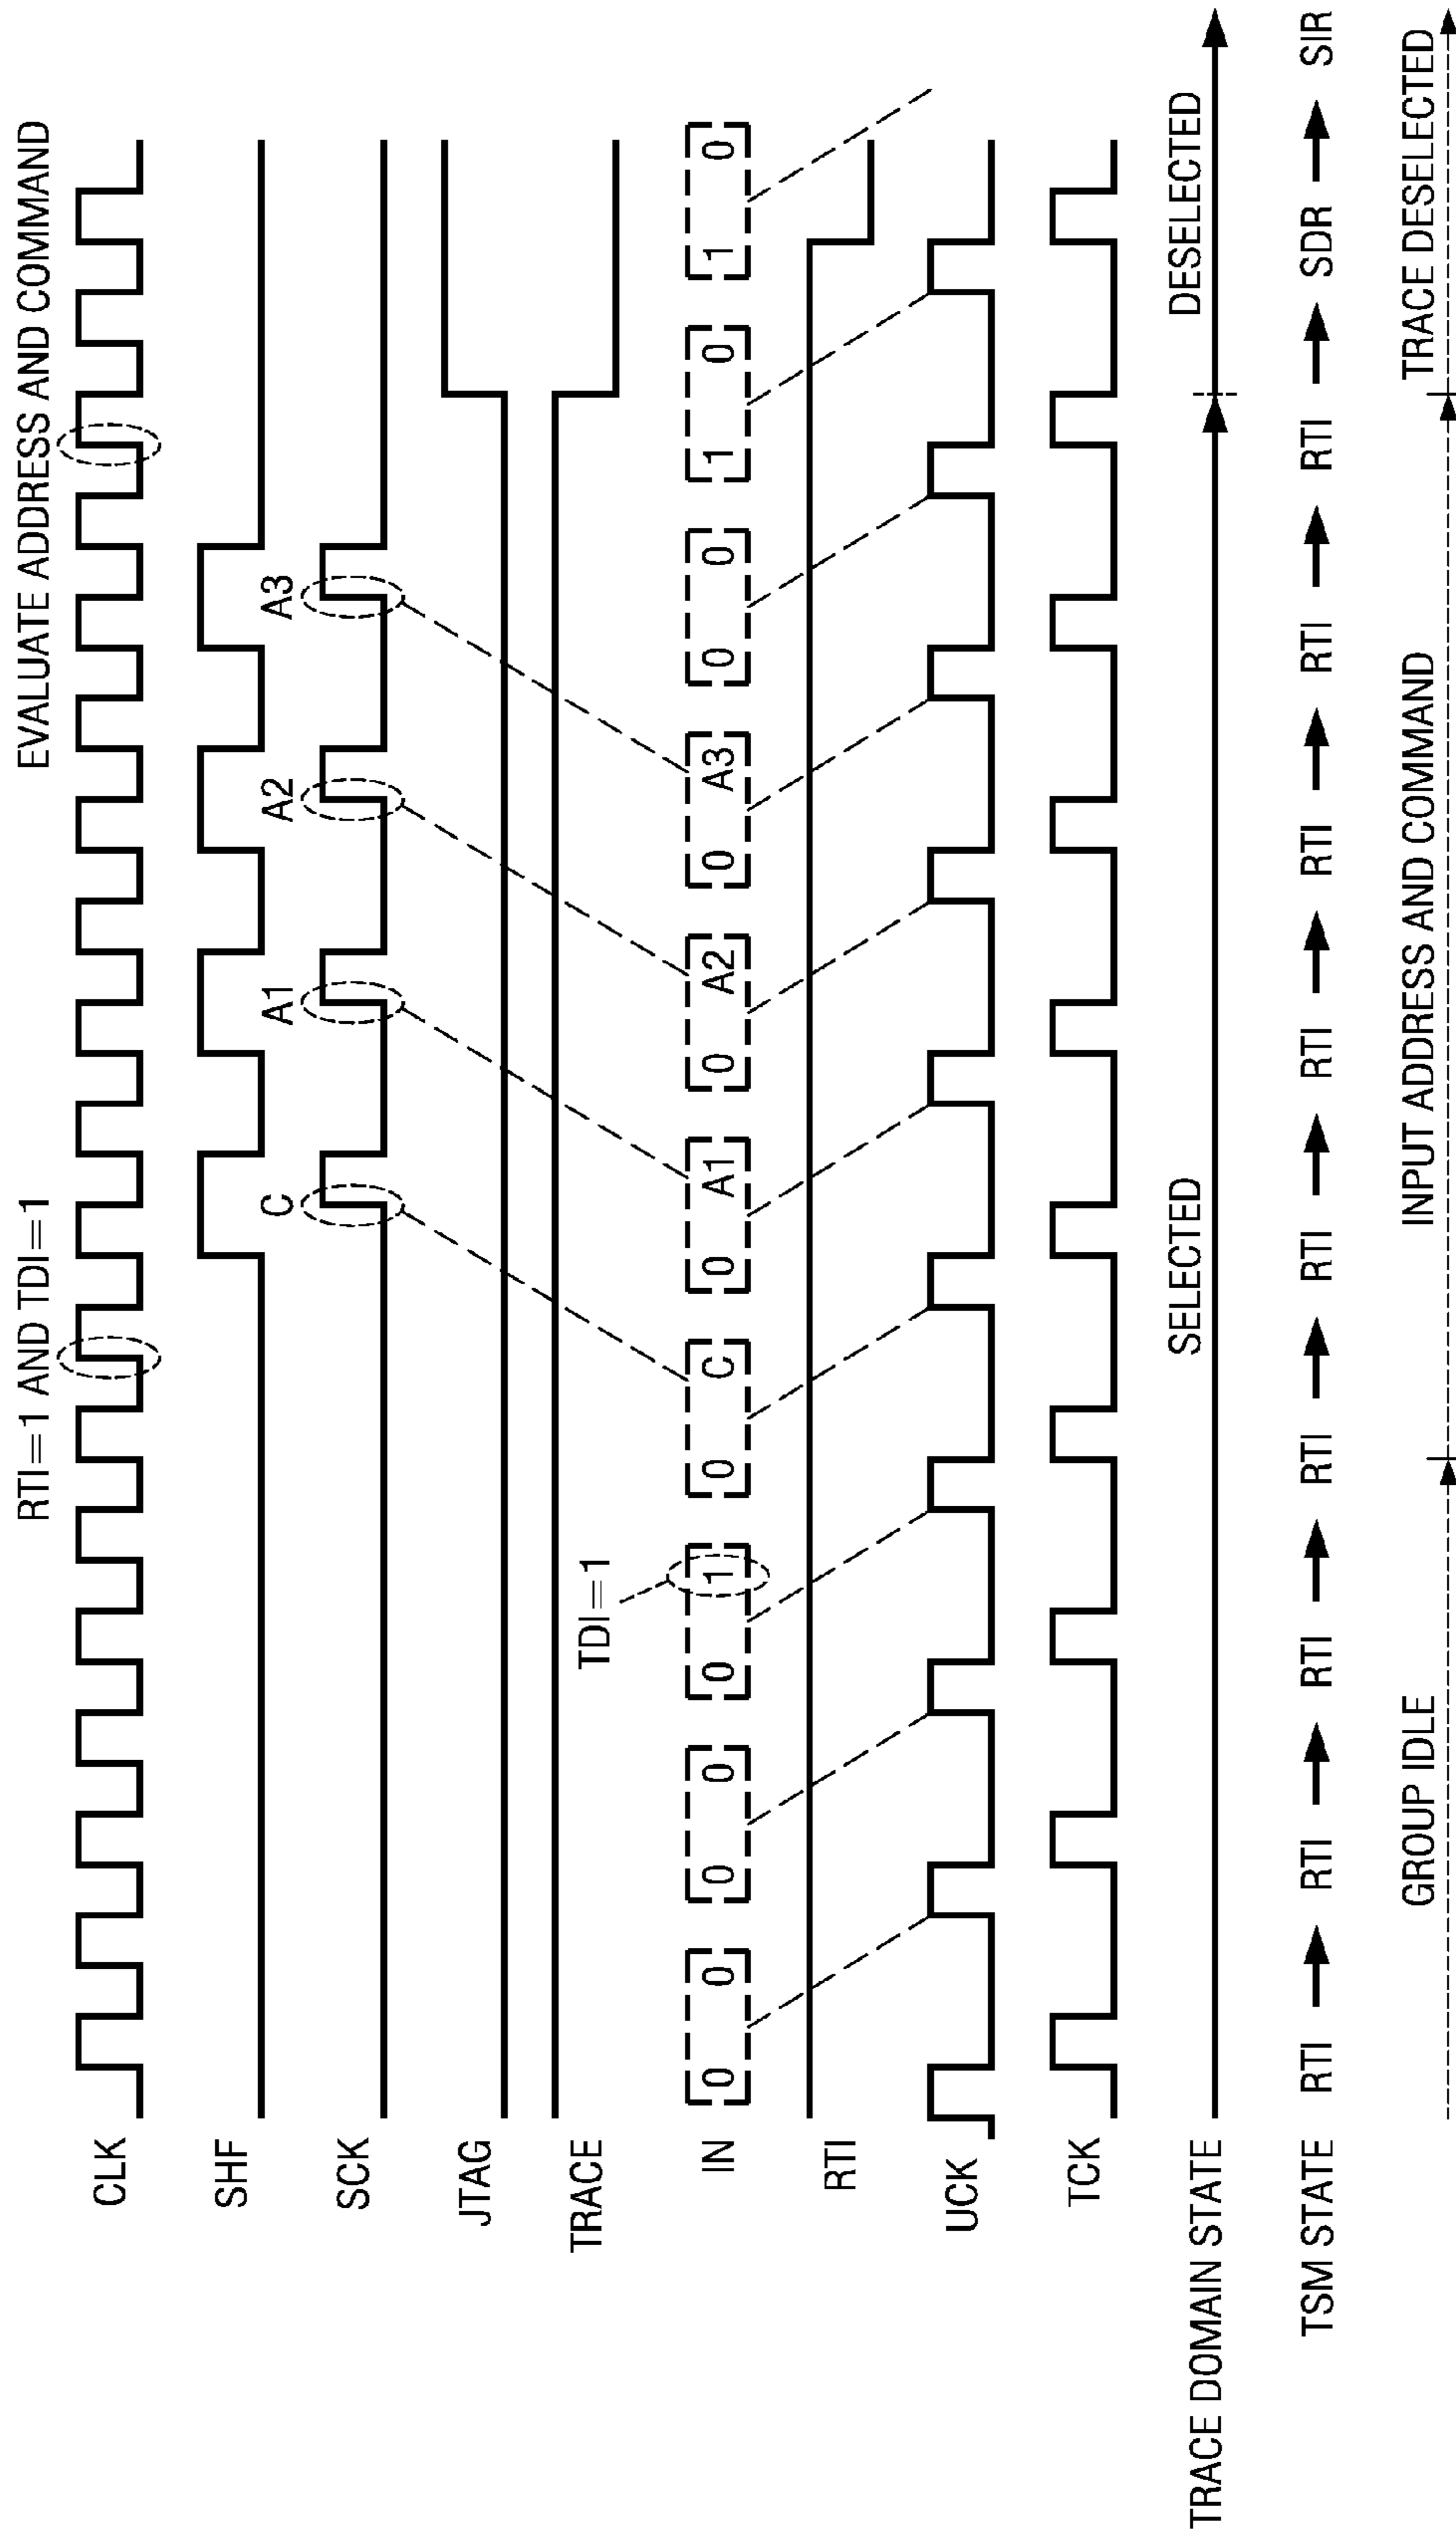 RTI=1 AND TDI=1 EVALUATE ADDRESS AND COMMAND
CLK
SHF
C A1 A2 A3
SCK
JTAG
TRACE
TDI=1
IN 0 0 0 0 0 1 0 C 0 A1 0 A2 0 A3 0 0 1 0 1 0
RTI
UCK
TCK
SELECTED DESELECTED
TRACE DOMAIN STATE
TSM STATE RTI RTI RTI RTI RTI RTI RTI RTI RTI SDR SIR
GROUP IDLE INPUT ADDRESS AND COMMAND TRACE DESELECTED